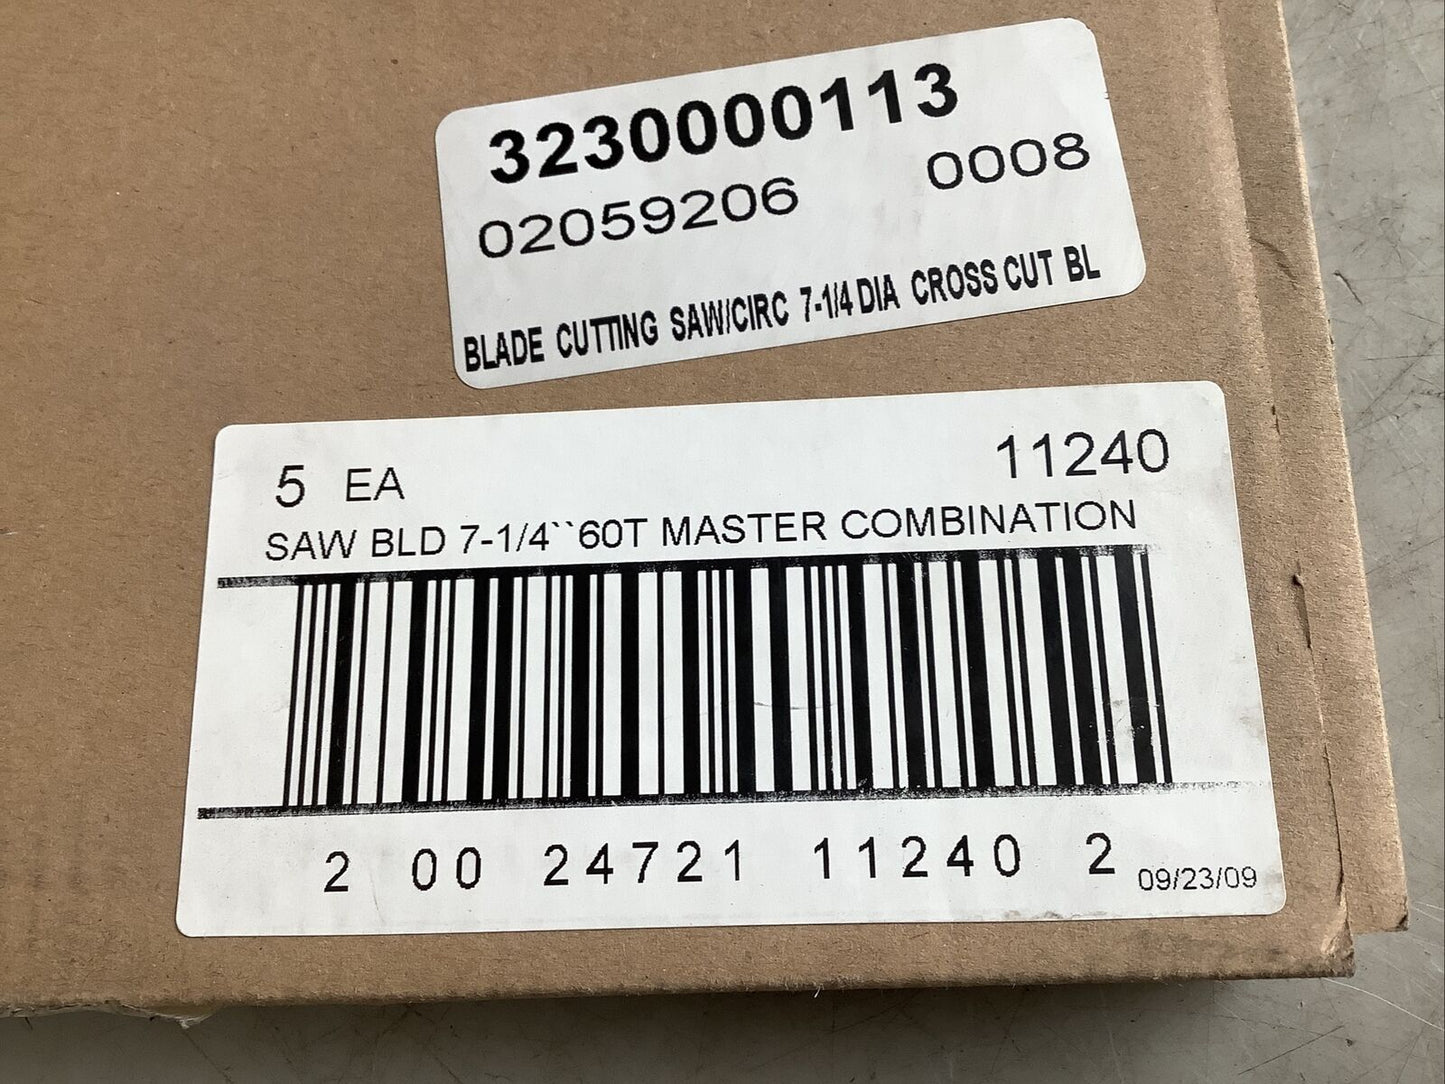 3230000113
02059206 0008
BLADE CUTTING SAW/CIRC 7-1/4 DIA CROSS CUT BL
5 EA 11240
SAW BLD 7-1/4``60T MASTER COMBINATION
2 00 24721 11240 2 09/23/09